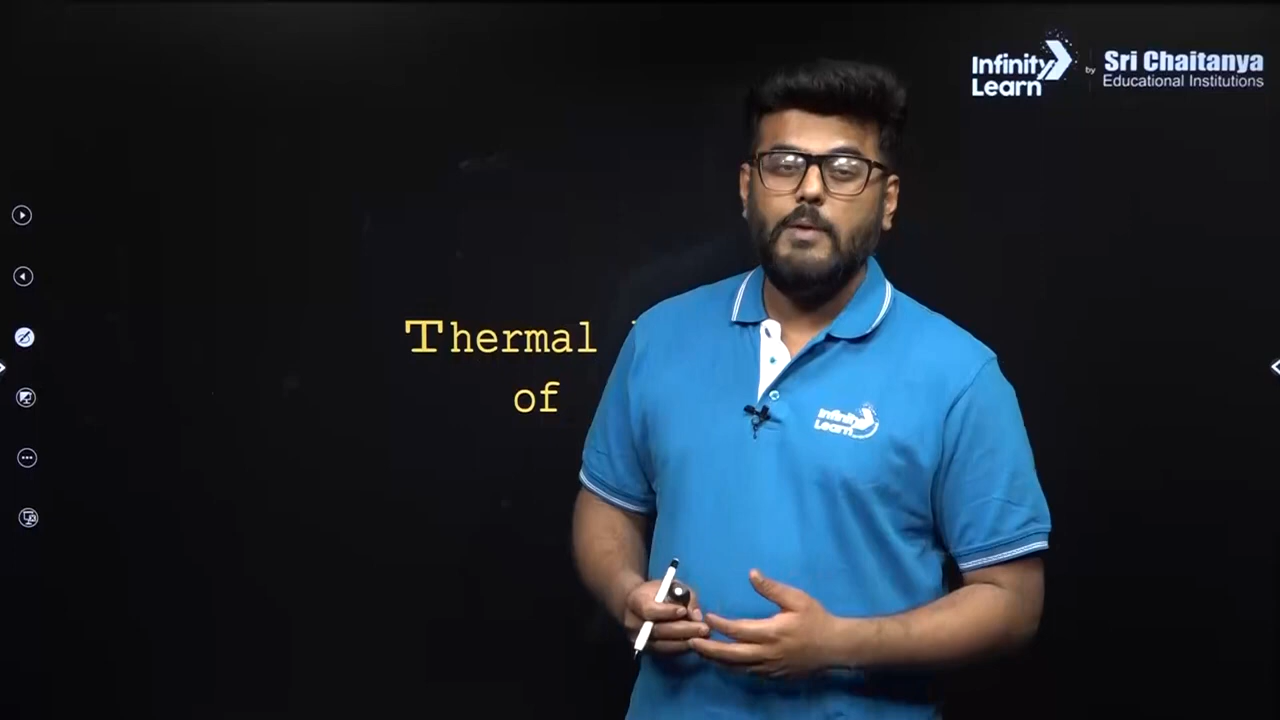 Infinity Learn
by
Sri Chaitanya
Educational Institutions
Thermal
of
Infinity Learn